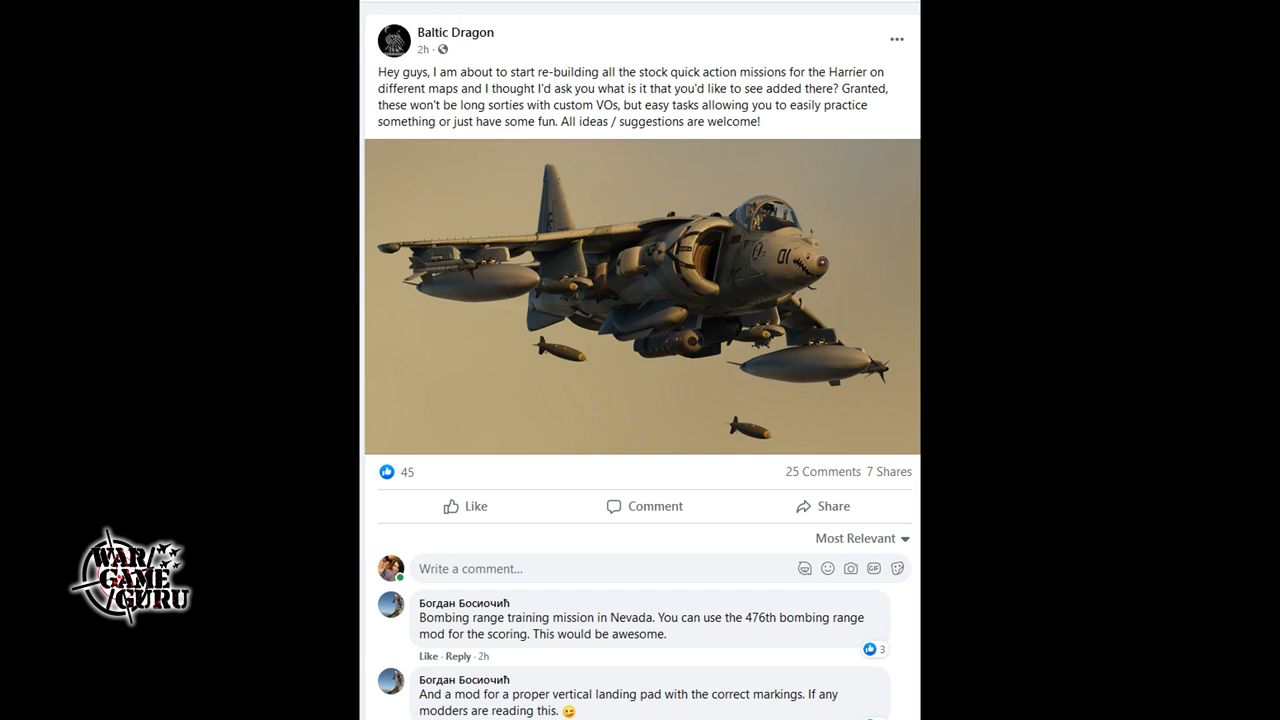 Baltic Dragon
2h ·
Hey guys, I am about to start re-building all the stock quick action missions for the Harrier on
different maps and I thought I'd ask you what is it that you'd like to see added there? Granted,
these won't be long sorties with custom VOs, but easy tasks allowing you to easily practice
something or just have some fun. All ideas / suggestions are welcome!
01
45
25 Comments 7 Shares
Like
Comment
Share
Most Relevant
Write a comment...
GIF
Богдан Босиочић
Bombing range training mission in Nevada. You can use the 476th bombing range
mod for the scoring. This would be awesome.
3
Like · Reply · 2h
Богдан Босиочић
And a mod for a proper vertical landing pad with the correct markings. If any
modders are reading this. 😉
WAR
GAME
GURU